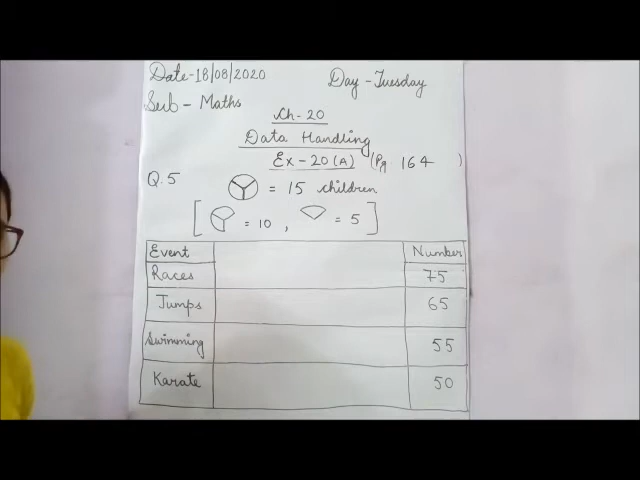 Date-18/08/2020 Day-Tuesday
Sub - Maths
Ch-20
Data Handling
Ex-20(A) (Pg 164 )
Q.5 = 15 children
[ = 10 , = 5 ]
Event Number
Races 75
Jumps 65
Swimming 55
Karate 50